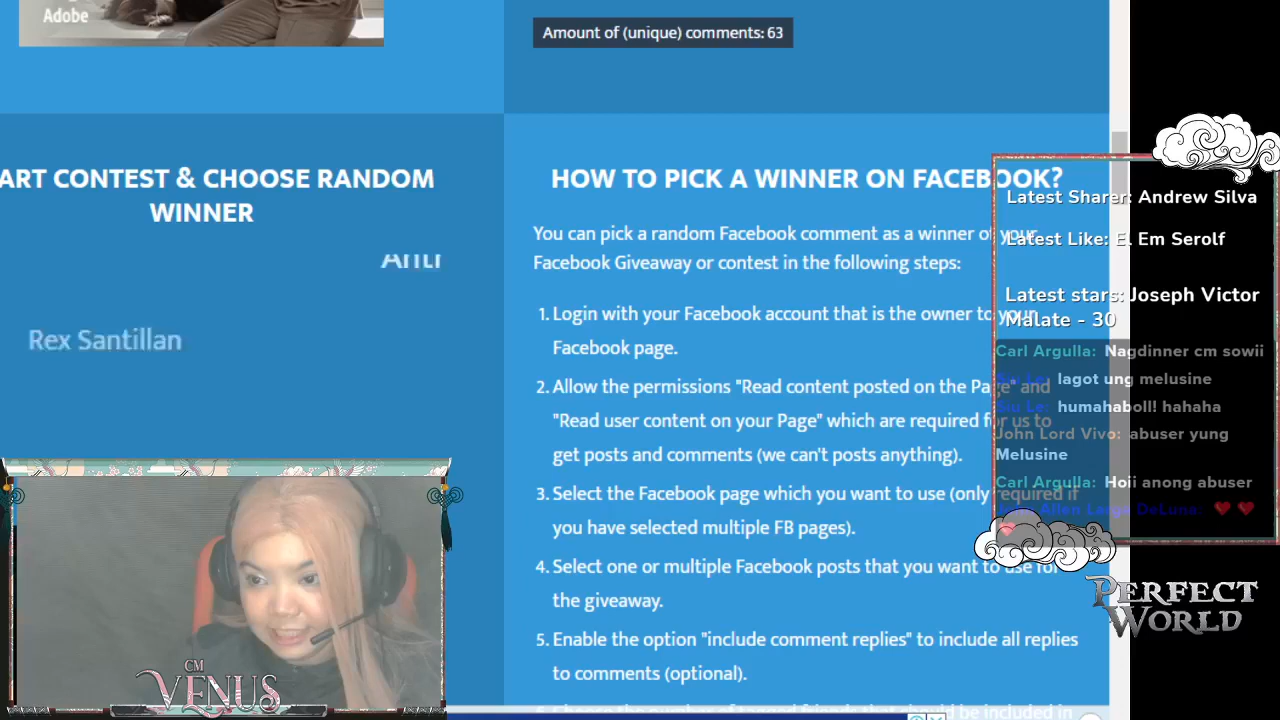 Adobe
Amount of (unique) comments: 63
ART CONTEST & CHOOSE RANDOM
WINNER
Rex Santillan
HOW TO PICK A WINNER ON FACEBOOK?
You can pick a random Facebook comment as a winner of your
Facebook Giveaway or contest in the following steps:
1. Login with your Facebook account that is the owner to your
Facebook page.
2. Allow the permissions "Read content posted on the Page" and
"Read user content on your Page" which are required for us to
get posts and comments (we can't posts anything).
3. Select the Facebook page which you want to use (only required if
you have selected multiple FB pages).
4. Select one or multiple Facebook posts that you want to use for
the giveaway.
5. Enable the option "include comment replies" to include all replies
to comments (optional).
Latest Sharer: Andrew Silva
Latest Like: Em Serolf
Latest stars: Joseph Victor
Malate - 30
Carl Argulla: Nagdinner cm sowii
Siu Le: lagot ung melusine
Siu Le: humahaboll! hahaha
John Lord Vivo: abuser yung
Melusine
Carl Argulla: Hoii anong abuser
Allen DeLuna:
PERFECT
WORLD
CM
VENUS